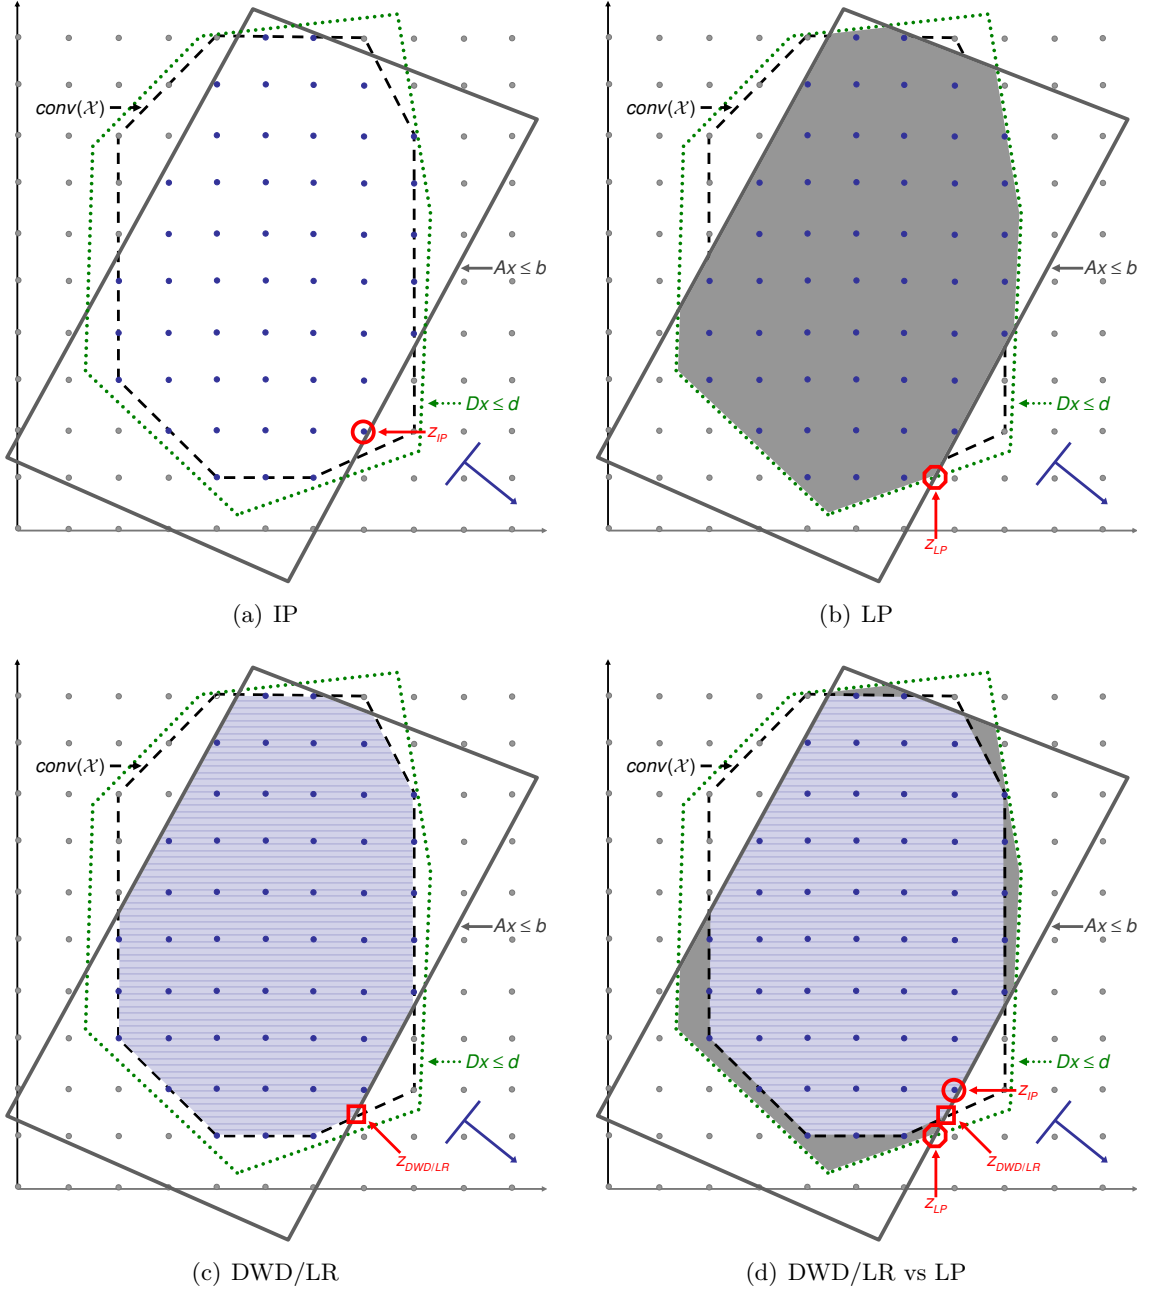 conv(𝒳)
Ax ≤ b
Dx ≤ d
z_IP
(a) IP
conv(𝒳)
Ax ≤ b
Dx ≤ d
z_LP
(b) LP
conv(𝒳)
Ax ≤ b
Dx ≤ d
z_DWD/LR
(c) DWD/LR
conv(𝒳)
Ax ≤ b
Dx ≤ d
z_IP
z_DWD/LR
z_LP
(d) DWD/LR vs LP